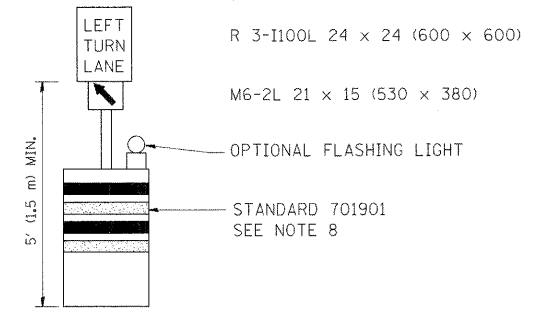 LEFT
TURN
LANE
R 3-I100L 24 x 24 (600 x 600)
M6-2L 21 x 15 (530 x 380)
OPTIONAL FLASHING LIGHT
STANDARD 701901
SEE NOTE 8
5' (1.5 m) MIN.